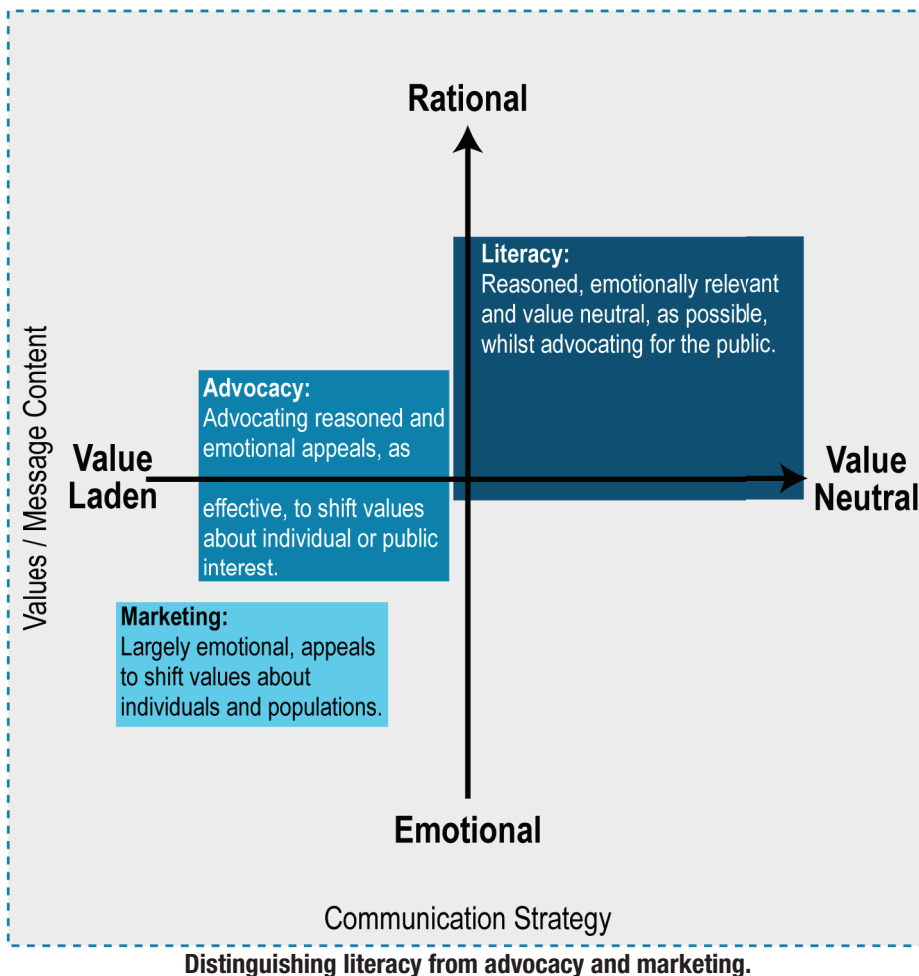 Rational
Literacy:
Reasoned, emotionally relevant
and value neutral, as possible,
whilst advocating for the public.
Values / Message Content
Advocacy:
Advocating reasoned and
emotional appeals, as
effective, to shift values
about individual or public
interest.
Value
Laden
Value
Neutral
Marketing:
Largely emotional, appeals
to shift values about
individuals and populations.
Emotional
Communication Strategy
Distinguishing literacy from advocacy and marketing.